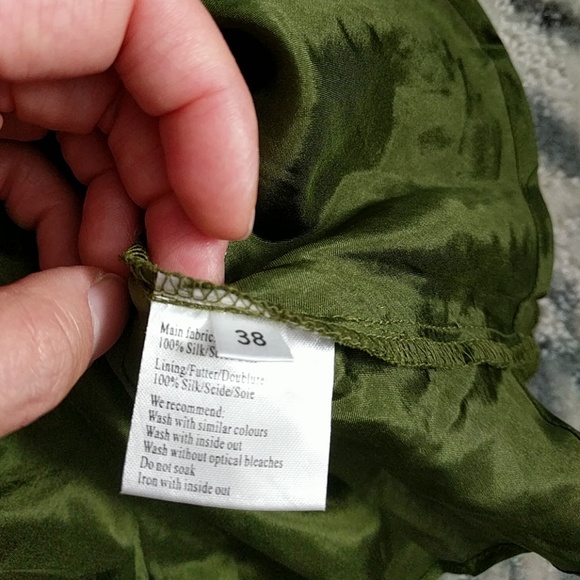 38
Main fabric
100% Silk/S
Lining/Futter/Doublure
100% Silk/Seide/Soie
We recommend:
Wash with similar colours
Wash with inside out
Wash without optical bleaches
Do not soak
Iron with inside out